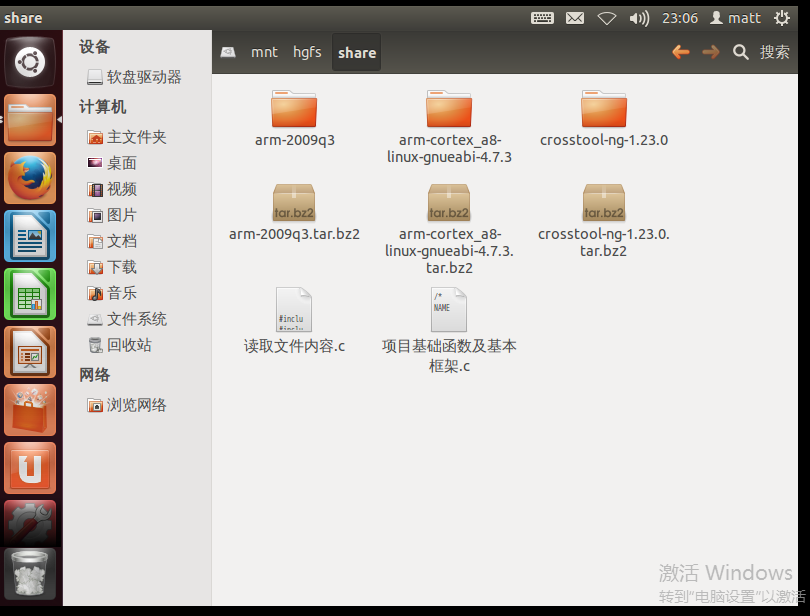 share
23:06 matt
设备
软盘驱动器
计算机
主文件夹
桌面
视频
图片
文档
下载
音乐
文件系统
回收站
网络
浏览网络
mnt hgfs share 搜索
arm-2009q3
arm-cortex_a8-
linux-gnueabi-4.7.3
crosstool-ng-1.23.0
tar.bz2
arm-2009q3.tar.bz2
tar.bz2
arm-cortex_a8-
linux-gnueabi-4.7.3.
tar.bz2
tar.bz2
crosstool-ng-1.23.0.
tar.bz2
#inclu
#inclu
读取文件内容.c
/*
NAME
项目基础函数及基本
框架.c
激活 Windows
转到"电脑设置"以激活